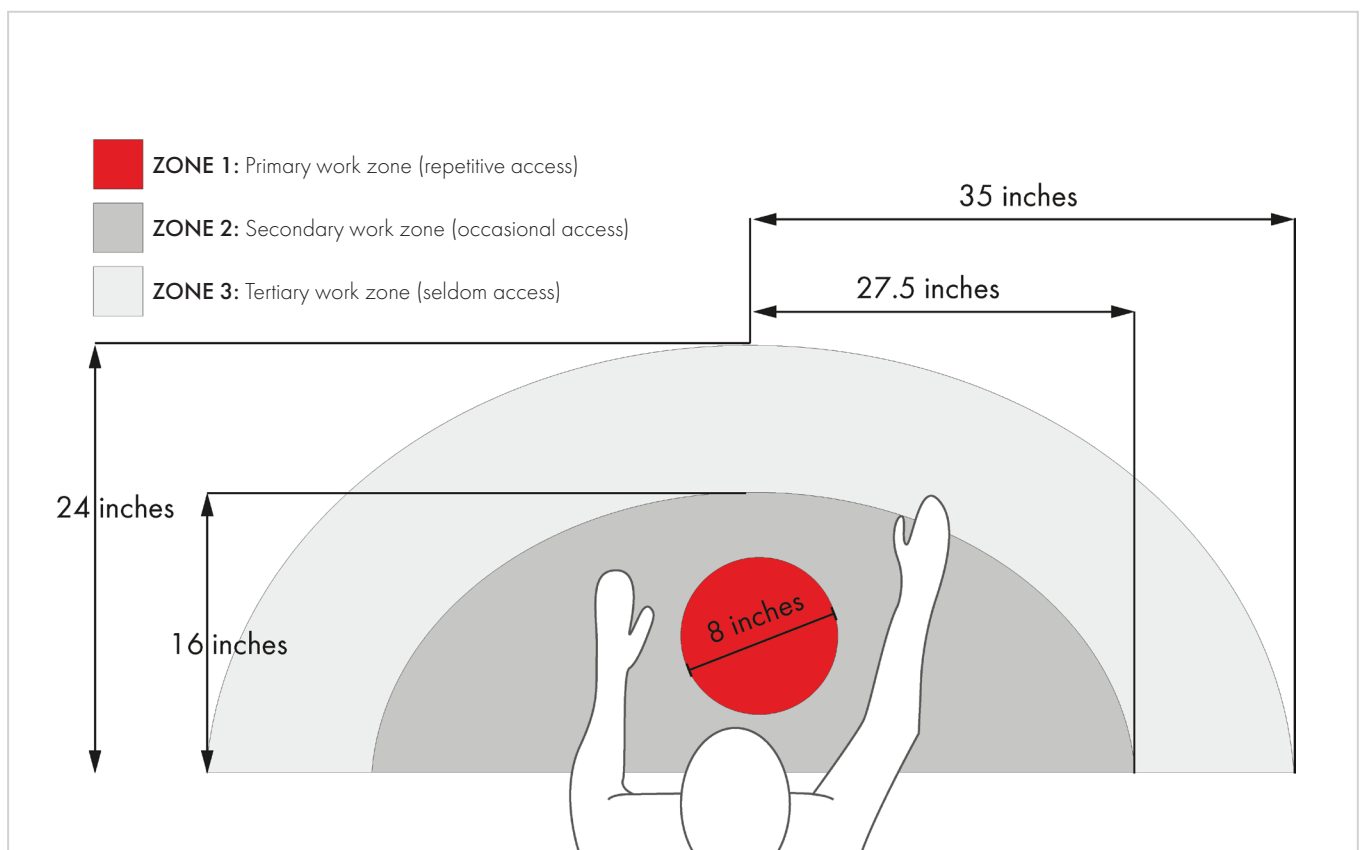 ZONE 1: Primary work zone (repetitive access)
ZONE 2: Secondary work zone (occasional access)
ZONE 3: Tertiary work zone (seldom access)
35 inches
27.5 inches
24 inches
16 inches
8 inches